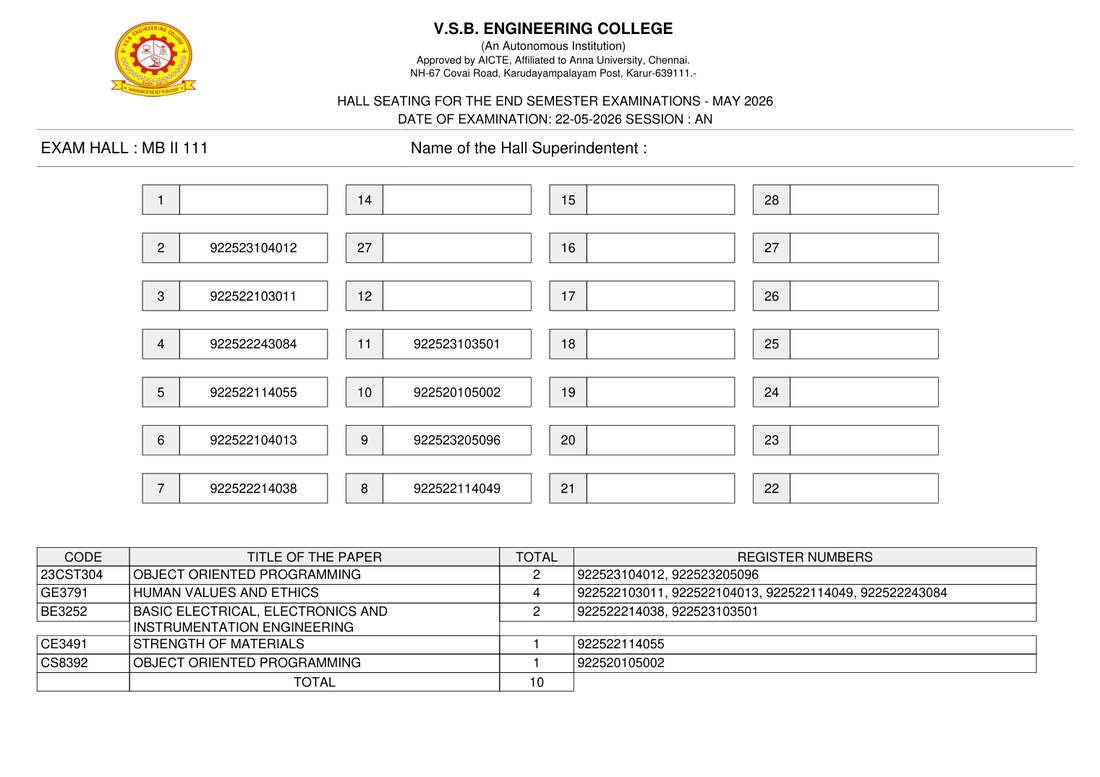 V.S.B. ENGINEERING COLLEGE
(An Autonomous Institution)
Approved by AICTE, Affiliated to Anna University, Chennai.
NH-67 Covai Road, Karudayampalayam Post, Karur-639111.-
HALL SEATING FOR THE END SEMESTER EXAMINATIONS - MAY 2026
DATE OF EXAMINATION: 22-05-2026 SESSION : AN
EXAM HALL : MB II 111 Name of the Hall Superindentent :
1 14 15 28
2 922523104012 27 16 27
3 922522103011 12 17 26
4 922522243084 11 922523103501 18 25
5 922522114055 10 922520105002 19 24
6 922522104013 9 922523205096 20 23
7 922522214038 8 922522114049 21 22
CODE TITLE OF THE PAPER TOTAL REGISTER NUMBERS
23CST304 OBJECT ORIENTED PROGRAMMING 2 922523104012, 922523205096
GE3791 HUMAN VALUES AND ETHICS 4 922522103011, 922522104013, 922522114049, 922522243084
BE3252 BASIC ELECTRICAL, ELECTRONICS AND 2 922522214038, 922523103501
INSTRUMENTATION ENGINEERING
CE3491 STRENGTH OF MATERIALS 1 922522114055
CS8392 OBJECT ORIENTED PROGRAMMING 1 922520105002
TOTAL 10